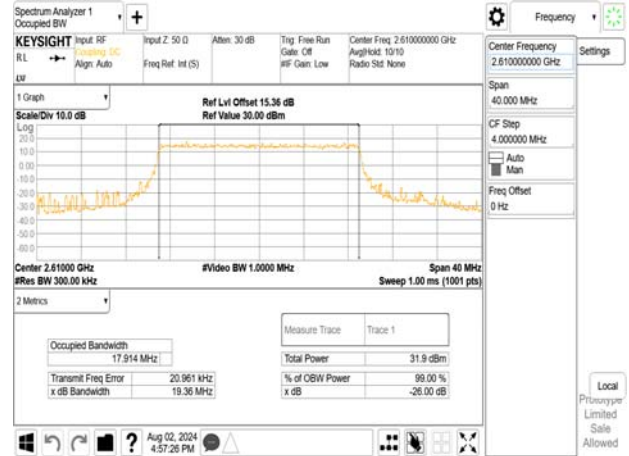 Spectrum Analyzer 1
Occupied BW
Frequency
KEYSIGHT
Input: RF
Coupling: DC
Align: Auto
Input Z: 50 Ω
Freq Ref: Int (S)
Atten: 30 dB
Trig: Free Run
Gate: Off
#IF Gain: Low
Center Freq: 2.610000000 GHz
Avg|Hold: 10/10
Radio Std: None
RL
LVI
Center Frequency
2.610000000 GHz
Settings
Span
40.000 MHz
CF Step
4.000000 MHz
Auto
Man
Freq Offset
0 Hz
1 Graph
Ref Lvl Offset 15.36 dB
Scale/Div 10.0 dB
Ref Value 30.00 dBm
Log
20.0
10.0
0.00
-10.0
-20.0
-30.0
-40.0
-50.0
-60.0
Center 2.61000 GHz
#Video BW 1.0000 MHz
Span 40 MHz
#Res BW 300.00 kHz
Sweep 1.00 ms (1001 pts)
2 Metrics
Measure Trace Trace 1
Occupied Bandwidth
17.914 MHz
Total Power 31.9 dBm
Transmit Freq Error 20.961 kHz
% of OBW Power 99.00 %
x dB Bandwidth 19.36 MHz
x dB -26.00 dB
Local
Prototype
Limited
Sale
Allowed
?
Aug 02, 2024
4:57:26 PM